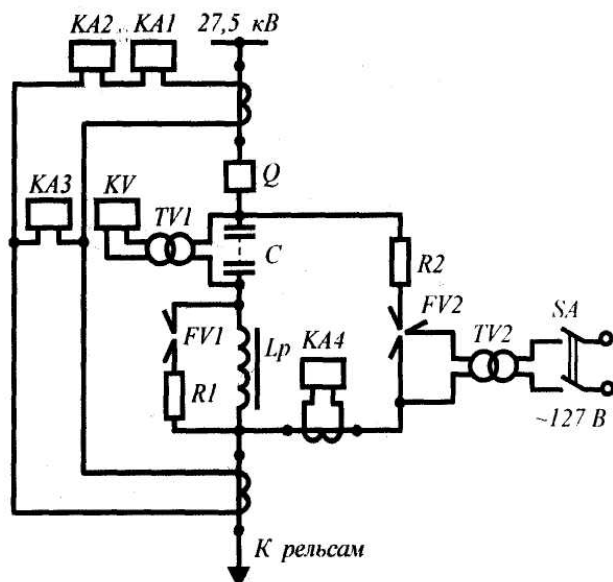 KA2 KA1 27,5 кВ
Q
KA3 KV TV1
C
R2
FV2
SA
FV1 Lp KA4 TV2
R1
~127 В
К рельсам